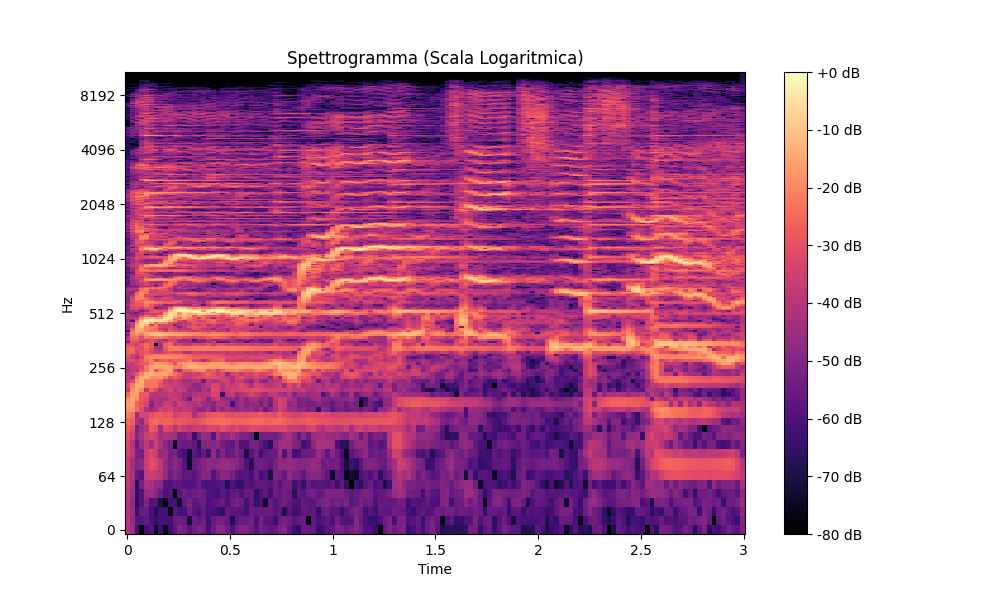 Spettrogramma (Scala Logaritmica)
Hz
8192
4096
2048
1024
512
256
128
64
0
0
0.5
1
1.5
2
2.5
3
Time
+0 dB
-10 dB
-20 dB
-30 dB
-40 dB
-50 dB
-60 dB
-70 dB
-80 dB